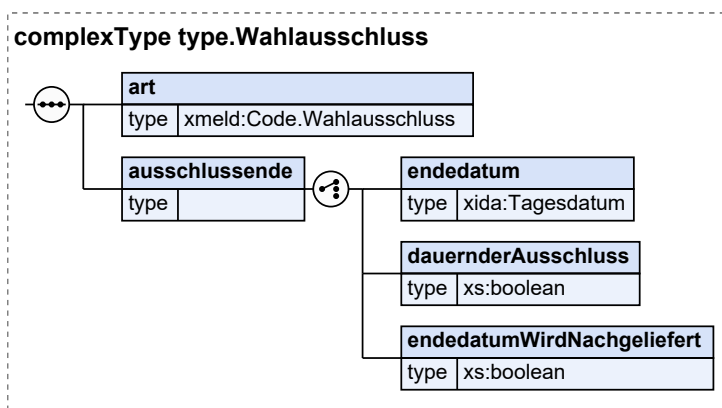 complexType type.Wahlausschluss
art
type xmeld:Code.Wahlausschluss
ausschlussende
type
endedatum
type xida:Tagesdatum
dauernderAusschluss
type xs:boolean
endedatumWirdNachgeliefert
type xs:boolean